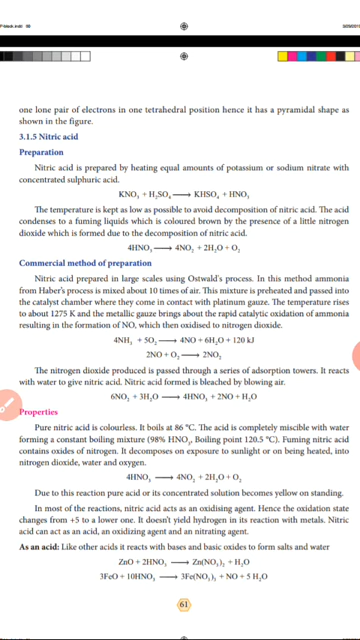 P Mack.indd 58
one lone pair of electrons in one tetrahedral position hence it has a pyramidal shape as
shown in the figure.
3.1.5 Nitric acid
Preparation
Nitric acid is prepared by heating equal amounts of potassium or sodium nitrate with
concentrated sulphuric acid.
KNO₃ + H₂SO₄ ⟶ KHSO₄ + HNO₃
The temperature is kept as low as possible to avoid decomposition of nitric acid. The acid
condenses to a fuming liquids which is coloured brown by the presence of a little nitrogen
dioxide which is formed due to the decomposition of nitric acid.
4HNO₃ ⟶ 4NO₂ + 2H₂O + O₂
Commercial method of preparation
Nitric acid prepared in large scales using Ostwald's process. In this method ammonia
from Haber's process is mixed about 10 times of air. This mixture is preheated and passed into
the catalyst chamber where they come in contact with platinum gauze. The temperature rises
to about 1275 K and the metallic gauze brings about the rapid catalytic oxidation of ammonia
resulting in the formation of NO, which then oxidised to nitrogen dioxide.
4NH₃ + 5O₂ ⟶ 4NO + 6H₂O + 120 kJ
2NO + O₂ ⟶ 2NO₂
The nitrogen dioxide produced is passed through a series of adsorption towers. It reacts
with water to give nitric acid. Nitric acid formed is bleached by blowing air.
6NO₂ + 3H₂O ⟶ 4HNO₃ + 2NO + H₂O
Properties
Pure nitric acid is colourless. It boils at 86 °C. The acid is completely miscible with water
forming a constant boiling mixture (98% HNO₃, Boiling point 120.5 °C). Fuming nitric acid
contains oxides of nitrogen. It decomposes on exposure to sunlight or on being heated, into
nitrogen dioxide, water and oxygen.
4HNO₃ ⟶ 4NO₂ + 2H₂O + O₂
Due to this reaction pure acid or its concentrated solution becomes yellow on standing.
In most of the reactions, nitric acid acts as an oxidising agent. Hence the oxidation state
changes from +5 to a lower one. It doesn't yield hydrogen in its reaction with metals. Nitric
acid can act as an acid, an oxidizing agent and an nitrating agent.
As an acid: Like other acids it reacts with bases and basic oxides to form salts and water
ZnO + 2HNO₃ ⟶ Zn(NO₃)₂ + H₂O
3FeO + 10HNO₃ ⟶ 3Fe(NO₃)₃ + NO + 5 H₂O
61